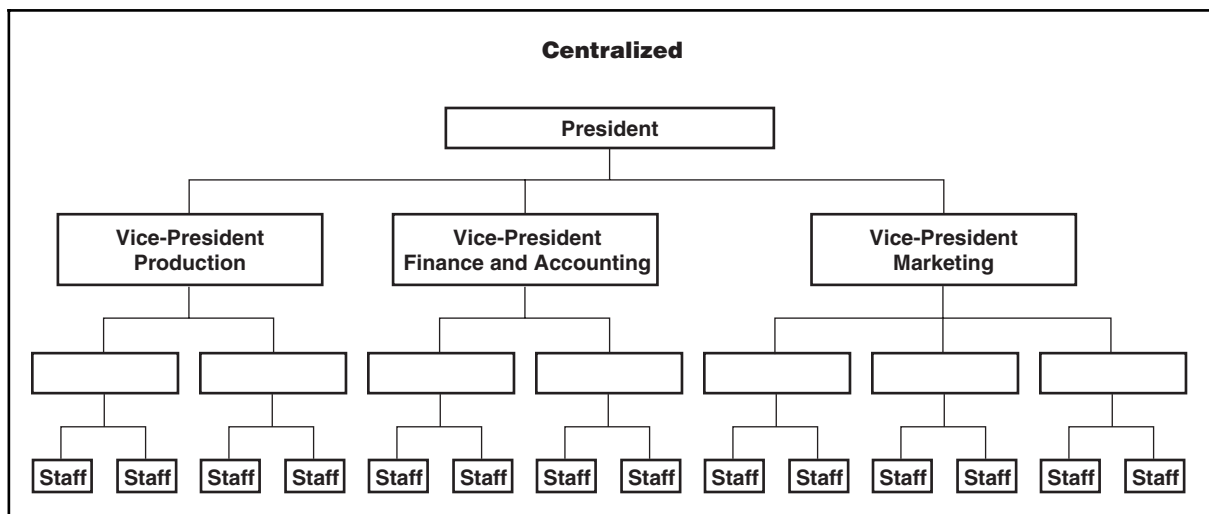 Centralized
President
Vice-President
Production
Vice-President
Finance and Accounting
Vice-President
Marketing
Staff
Staff
Staff
Staff
Staff
Staff
Staff
Staff
Staff
Staff
Staff
Staff
Staff
Staff